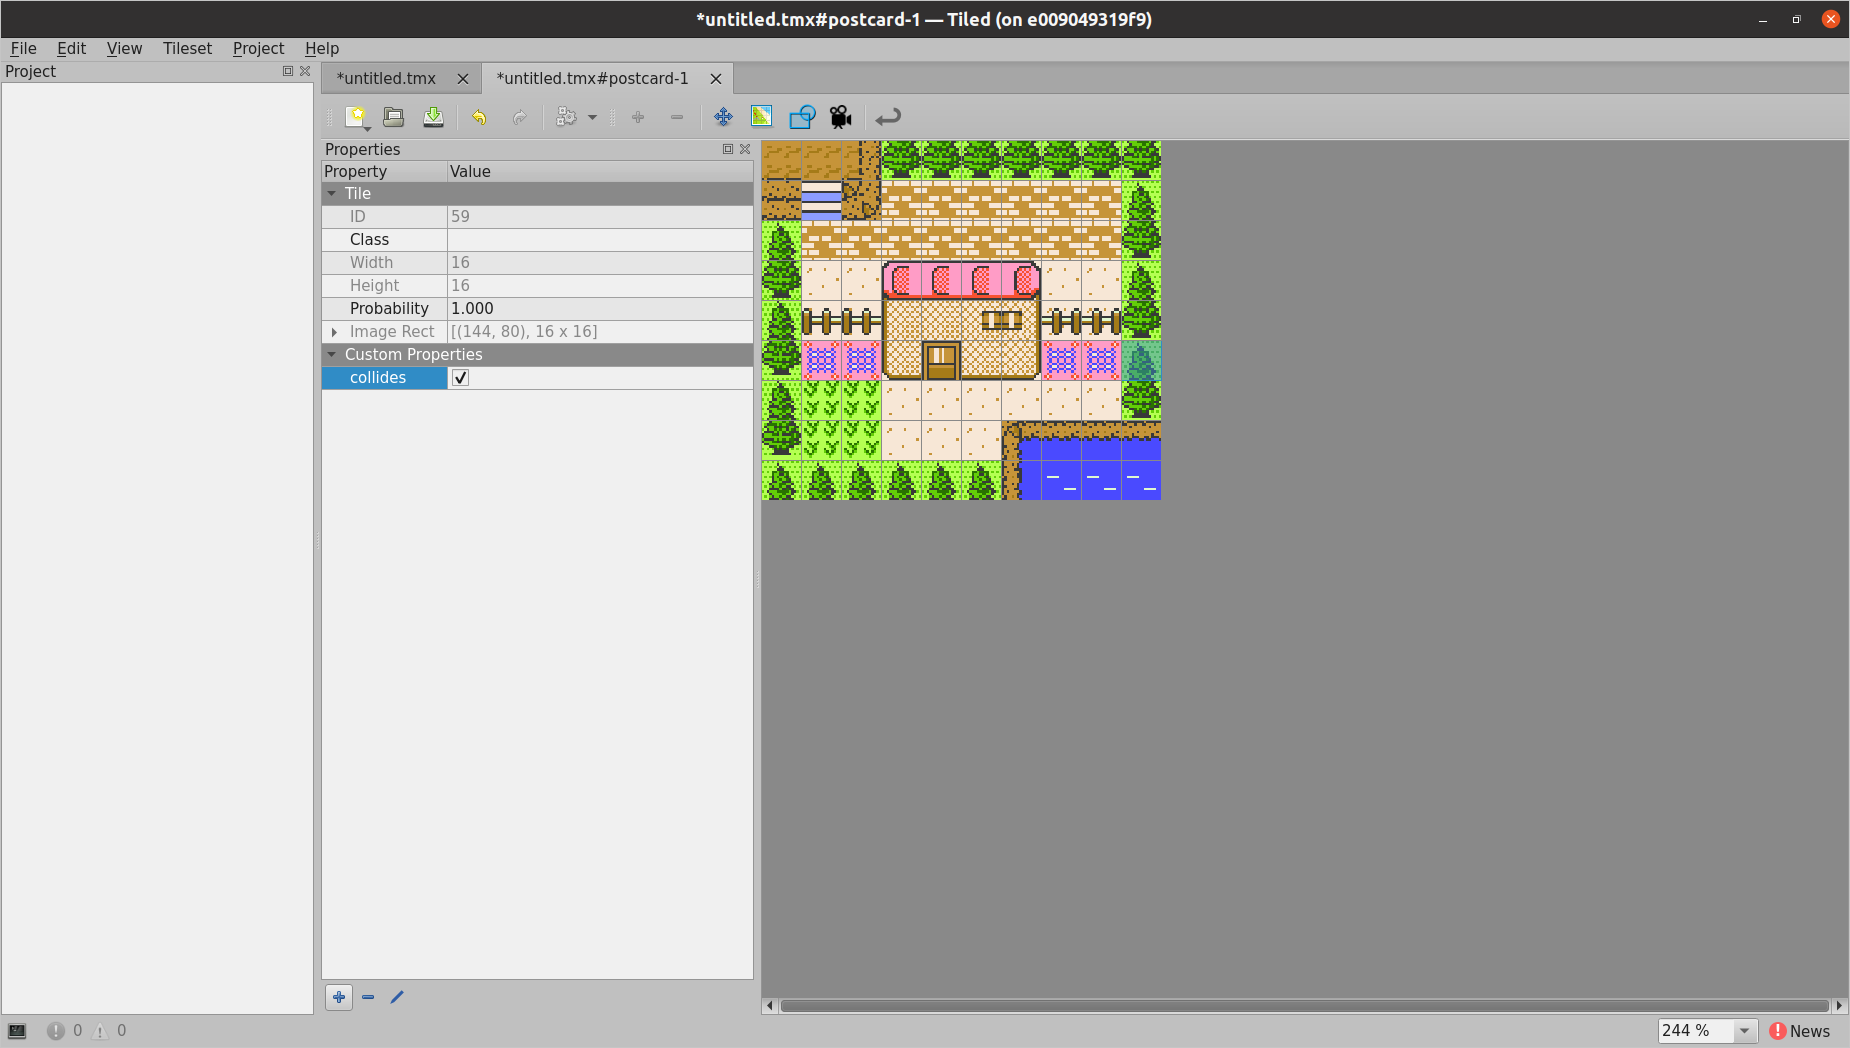 *untitled.tmx#postcard-1 — Tiled (on e009049319f9)
File Edit View Tileset Project Help
Project
*untitled.tmx
*untitled.tmx#postcard-1
Properties
Property Value
Tile
ID 59
Class
Width 16
Height 16
Probability 1.000
Image Rect [(144, 80), 16 x 16]
Custom Properties
collides
0 0
244 %
News